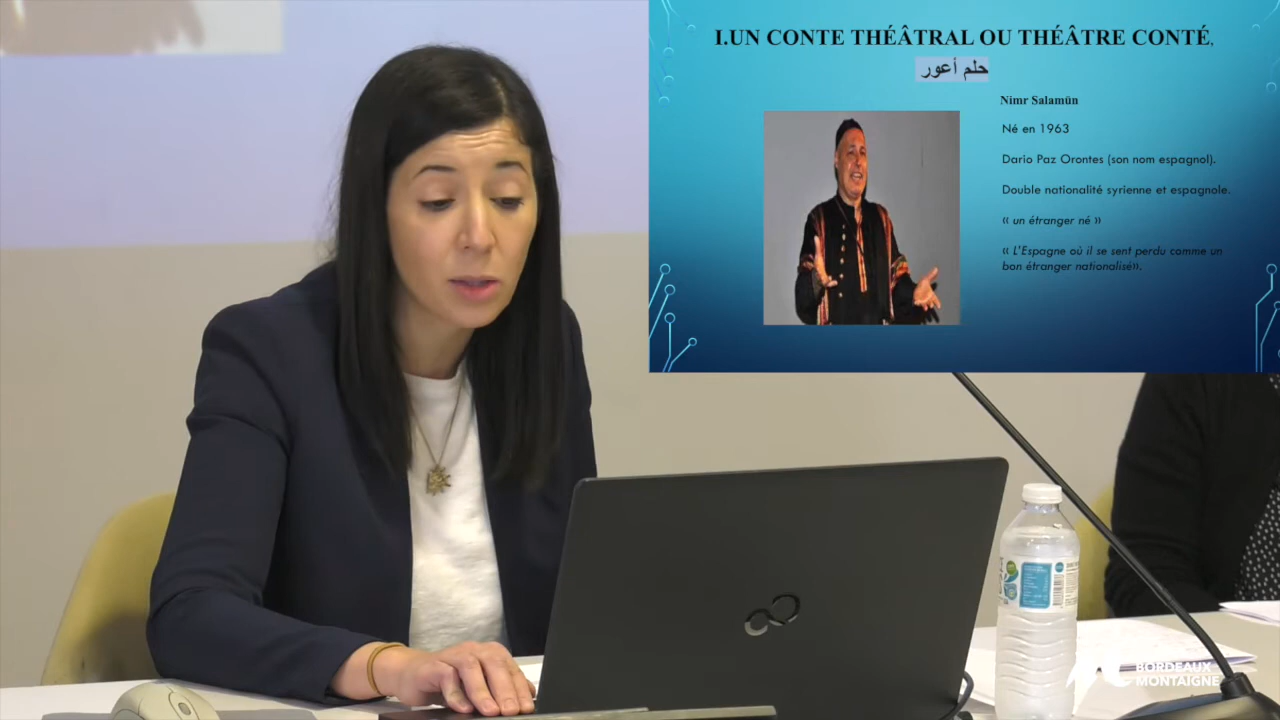 I.UN CONTE THÉÂTRAL OU THÉÂTRE CONTÉ,
حلم أعور
Nimr Salamūn
Né en 1963
Dario Paz Orontes (son nom espagnol).
Double nationalité syrienne et espagnole.
« un étranger né »
« L'Espagne où il se sent perdu comme un
bon étranger nationalisé».
BORDEAUX
MONTAIGNE